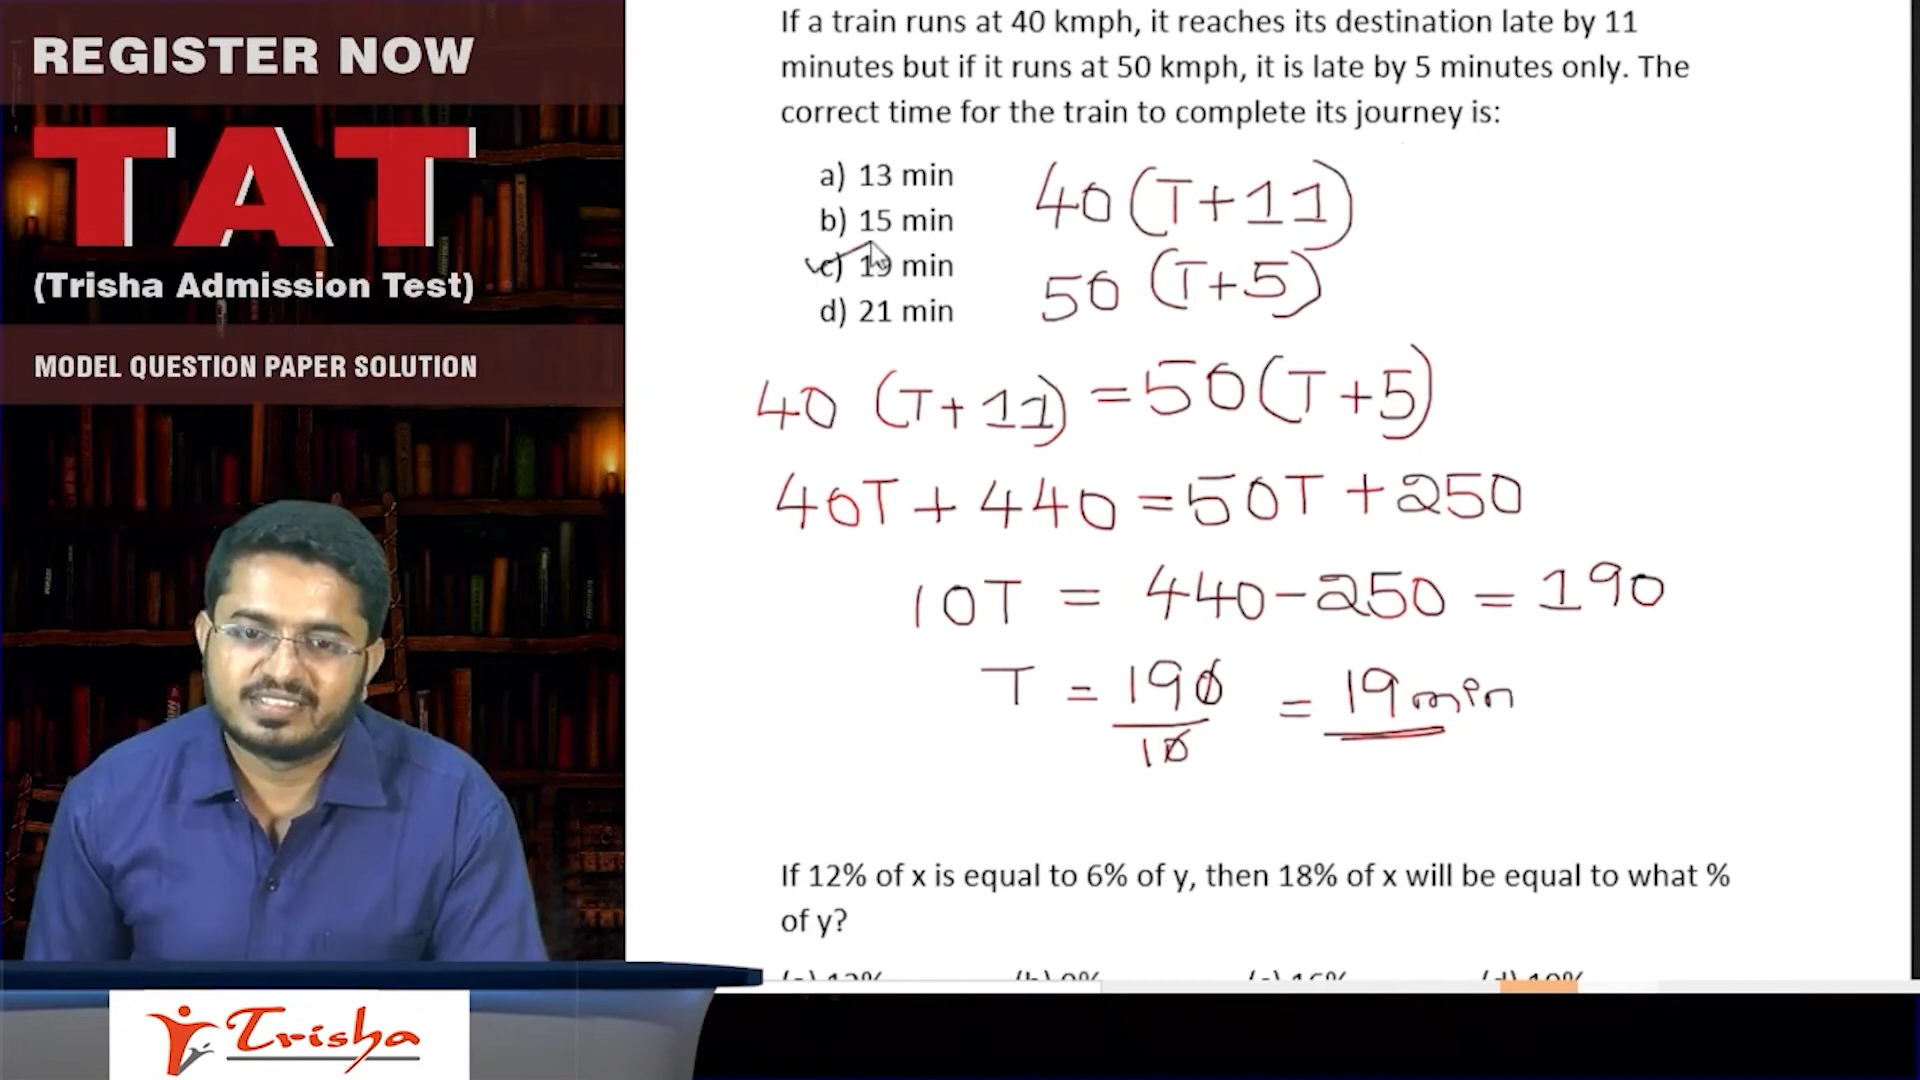 REGISTER NOW
TAT
(Trisha Admission Test)
MODEL QUESTION PAPER SOLUTION
Trisha
If a train runs at 40 kmph, it reaches its destination late by 11
minutes but if it runs at 50 kmph, it is late by 5 minutes only. The
correct time for the train to complete its journey is:
a) 13 min
b) 15 min
c) 19 min
d) 21 min
40 (T+11)
50 (T+5)
40 (T+11) = 50 (T+5)
40T + 440 = 50T + 250
10T = 440 - 250 = 190
T = 190/10 = 19 min
If 12% of x is equal to 6% of y, then 18% of x will be equal to what %
of y?